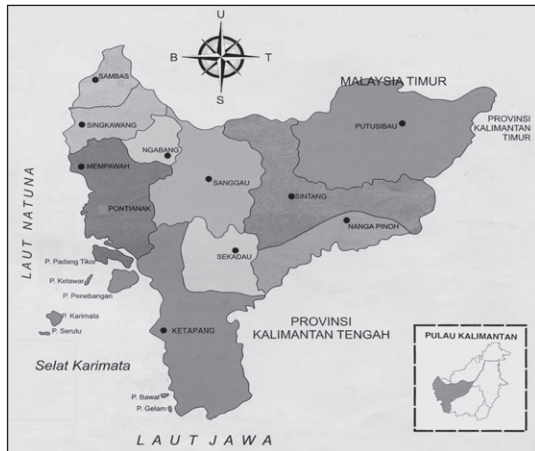 U
B T
S
SAMBAS
MALAYSIA TIMUR
SINGKAWANG
PUTUSIBAU
PROVINSI
KALIMANTAN
TIMUR
NGABANG
MEMPAWAH
SANGGAU
SINTANG
PONTIANAK
NANGA PINOH
LAUT NATUNA
SEKADAU
P. Padang Tikor
P. Kelawar
P. Penebangan
P. Karimata
P. Serutu
KETAPANG
PROVINSI
KALIMANTAN TENGAH
PULAU KALIMANTAN
Selat Karimata
P. Bawal
P. Gelam
LAUT JAWA